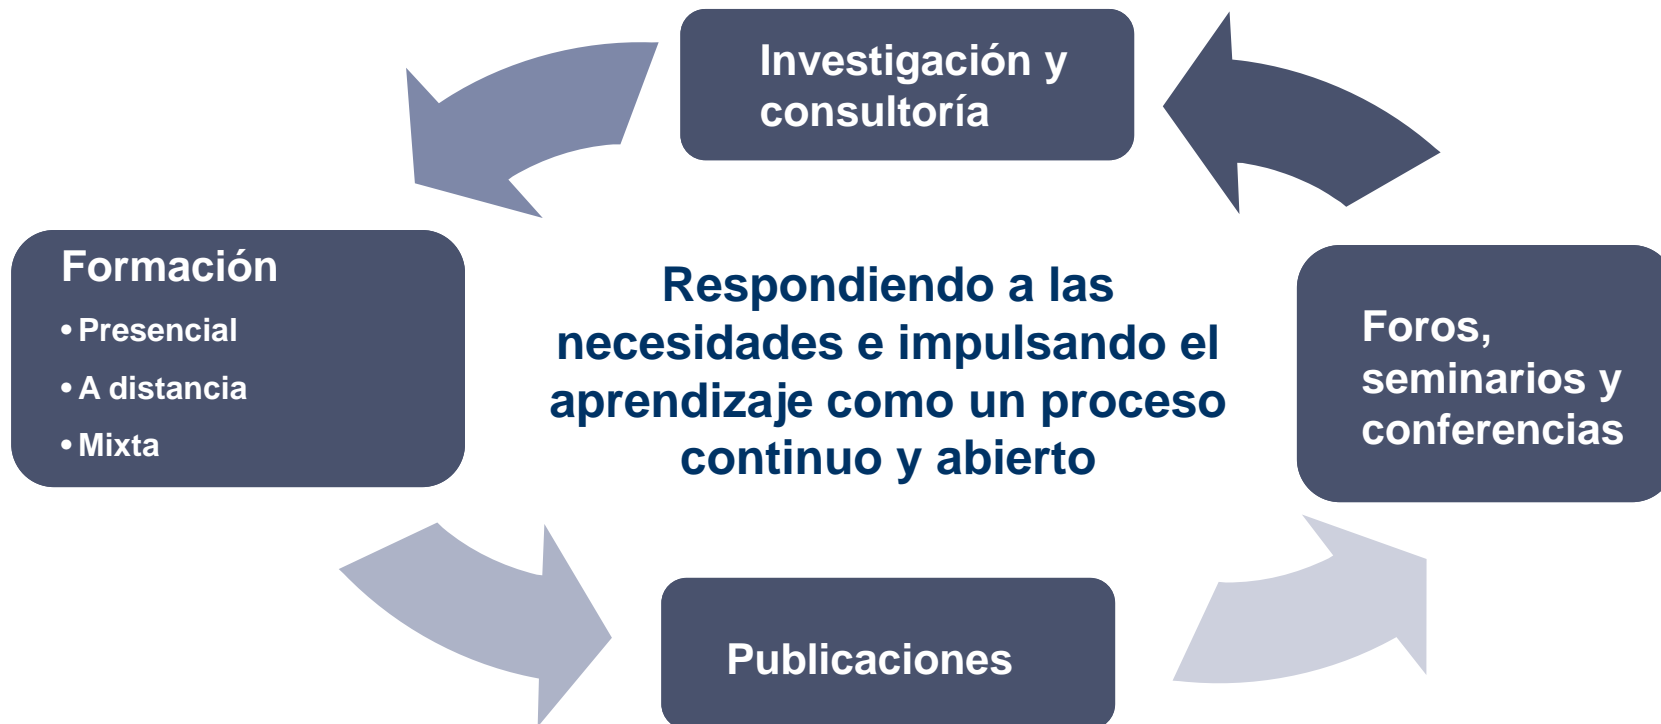 Investigación y
consultoría
Formación
• Presencial
• A distancia
• Mixta
Respondiendo a las
necesidades e impulsando el
aprendizaje como un proceso
continuo y abierto
Foros,
seminarios y
conferencias
Publicaciones